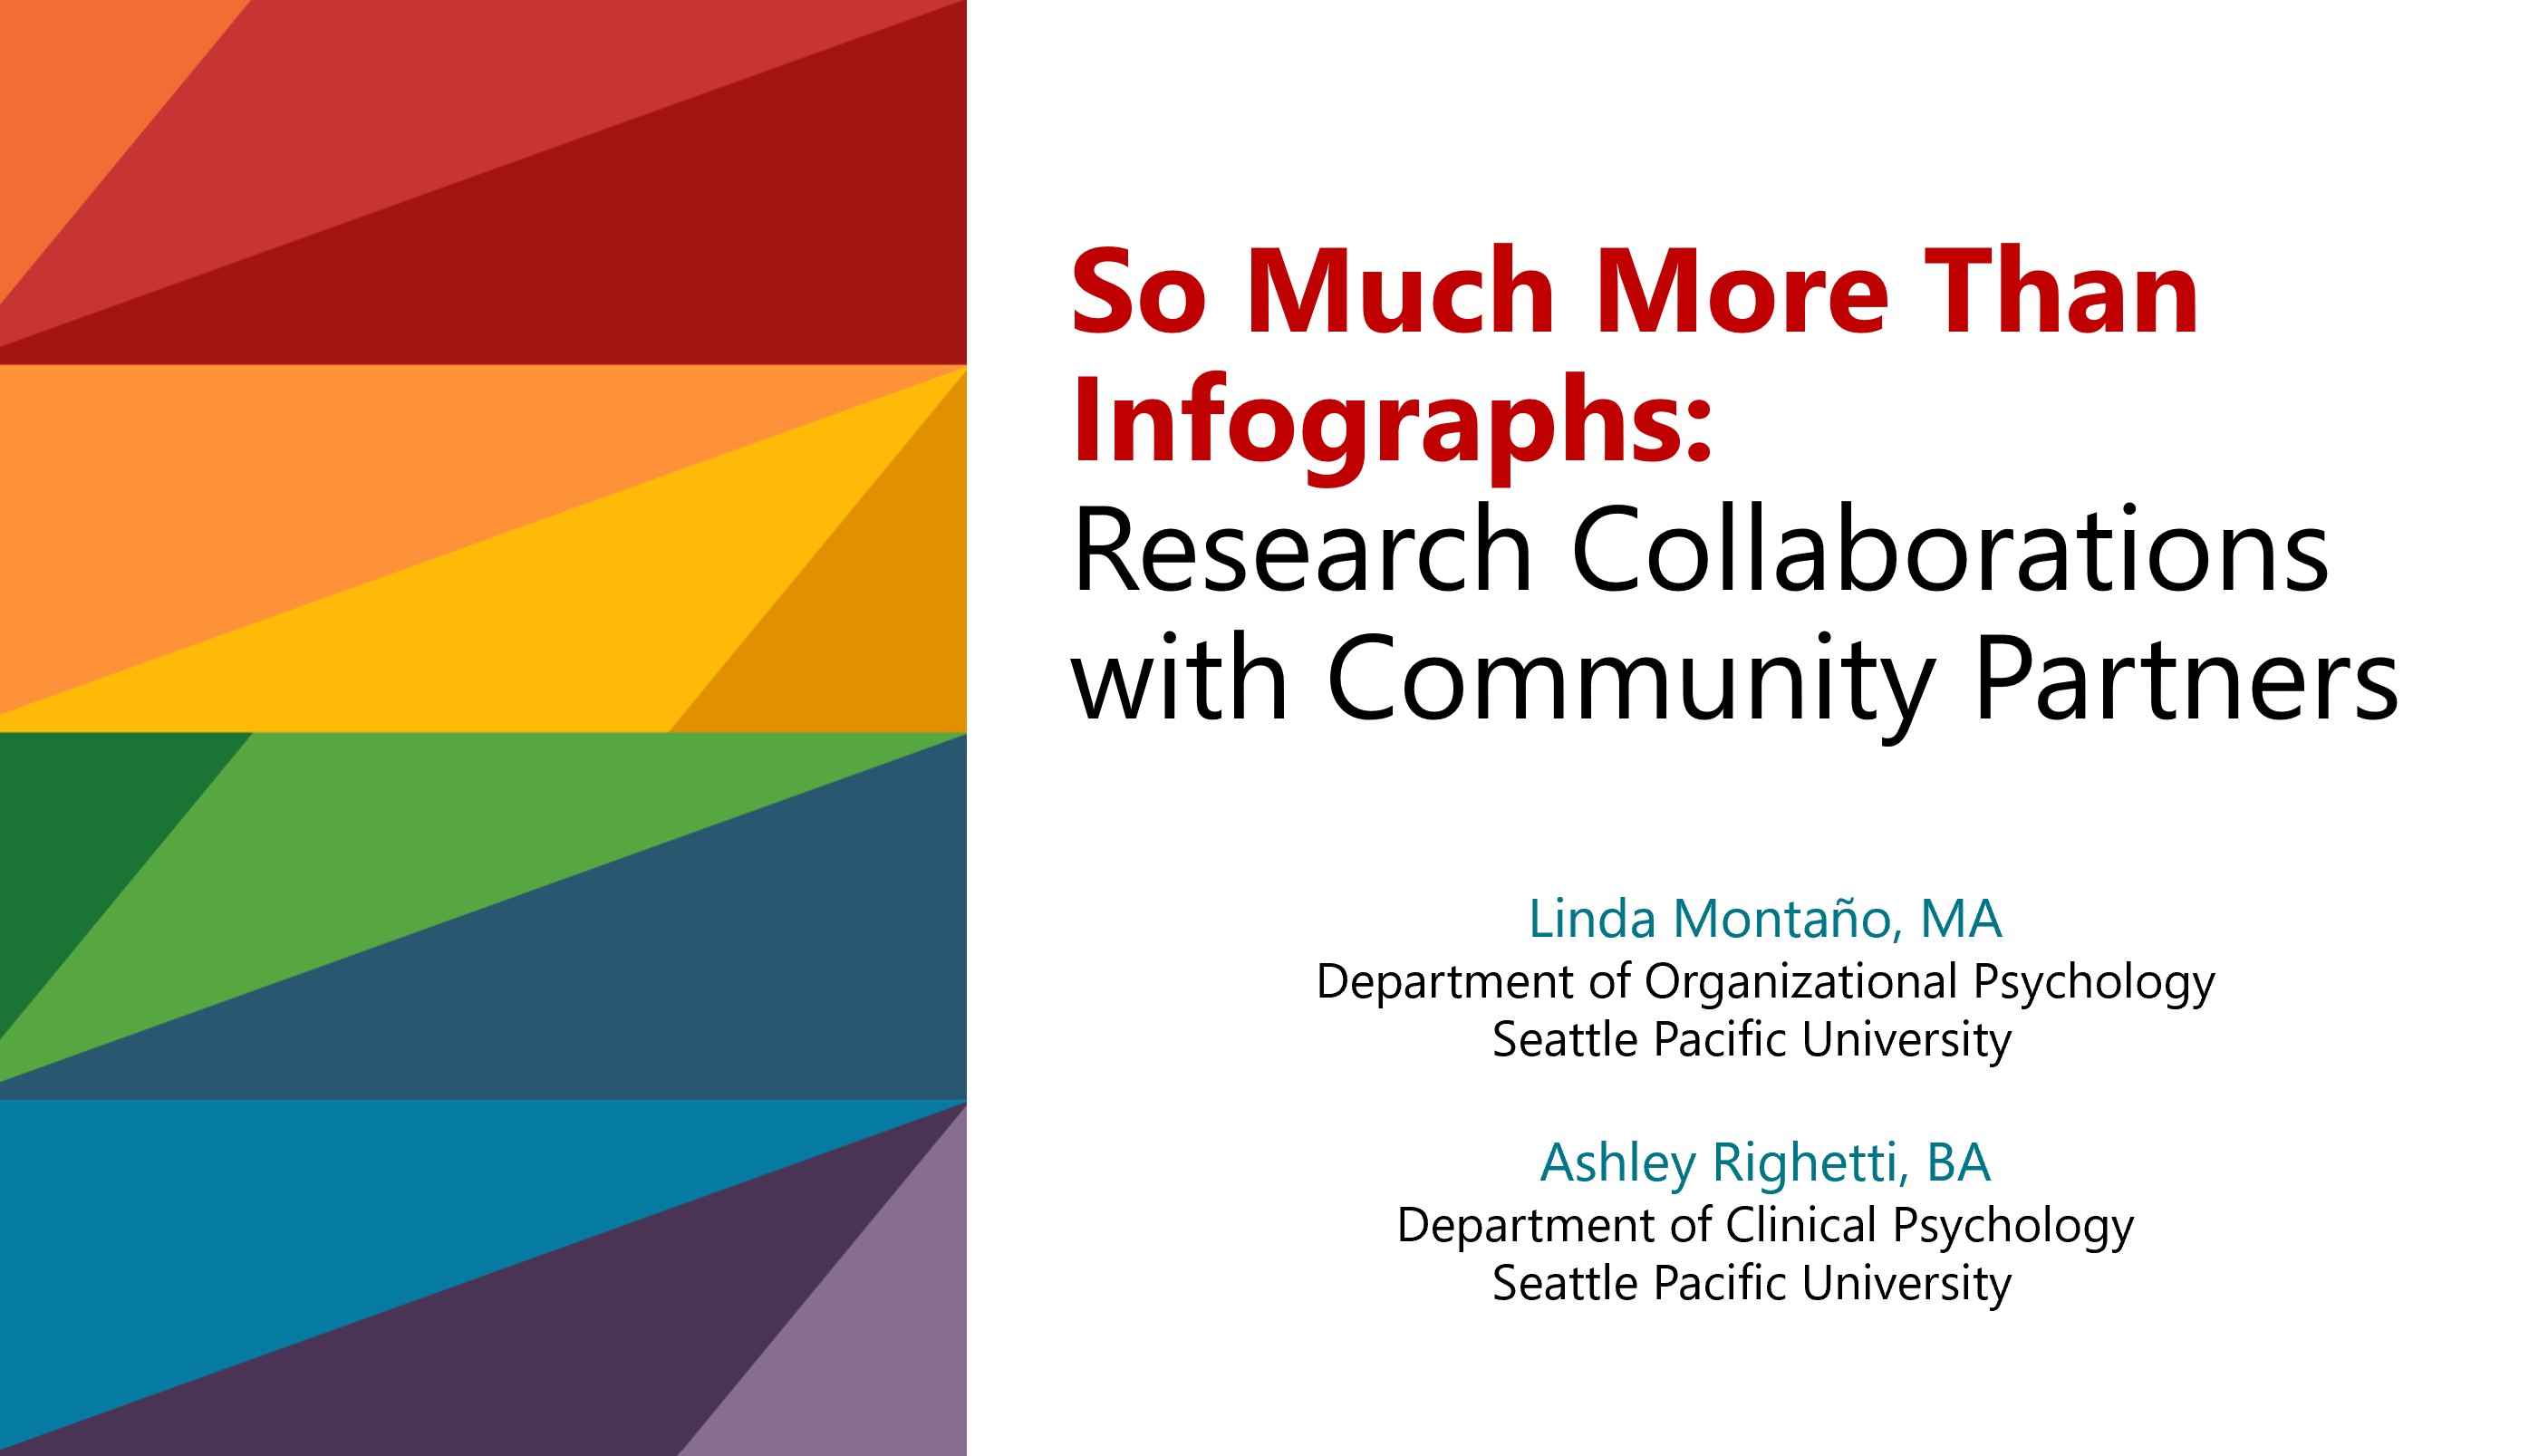 So Much More Than
Infographs:
Research Collaborations
with Community Partners
Linda Montaño, MA
Department of Organizational Psychology
Seattle Pacific University
Ashley Righetti, BA
Department of Clinical Psychology
Seattle Pacific University